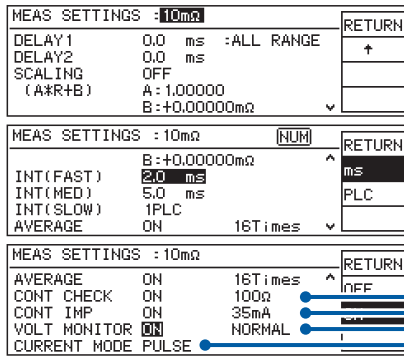 MEAS SETTINGS :10mΩ
RETURN
DELAY1 0.0 ms :ALL RANGE
DELAY2 0.0 ms
SCALING OFF
(A*R+B) A:1.00000
B:+0.00000mΩ
MEAS SETTINGS :10mΩ NUM
RETURN
B:+0.00000mΩ
ms
INT(FAST) 2.0 ms
INT(MED) 5.0 ms
PLC
INT(SLOW) 1PLC
AVERAGE ON 16Times
MEAS SETTINGS :10mΩ
RETURN
AVERAGE ON 16Times
OFF
CONT CHECK ON 100Ω
CONT IMP ON 35mA
VOLT MONITOR ON NORMAL
CURRENT MODE PULSE